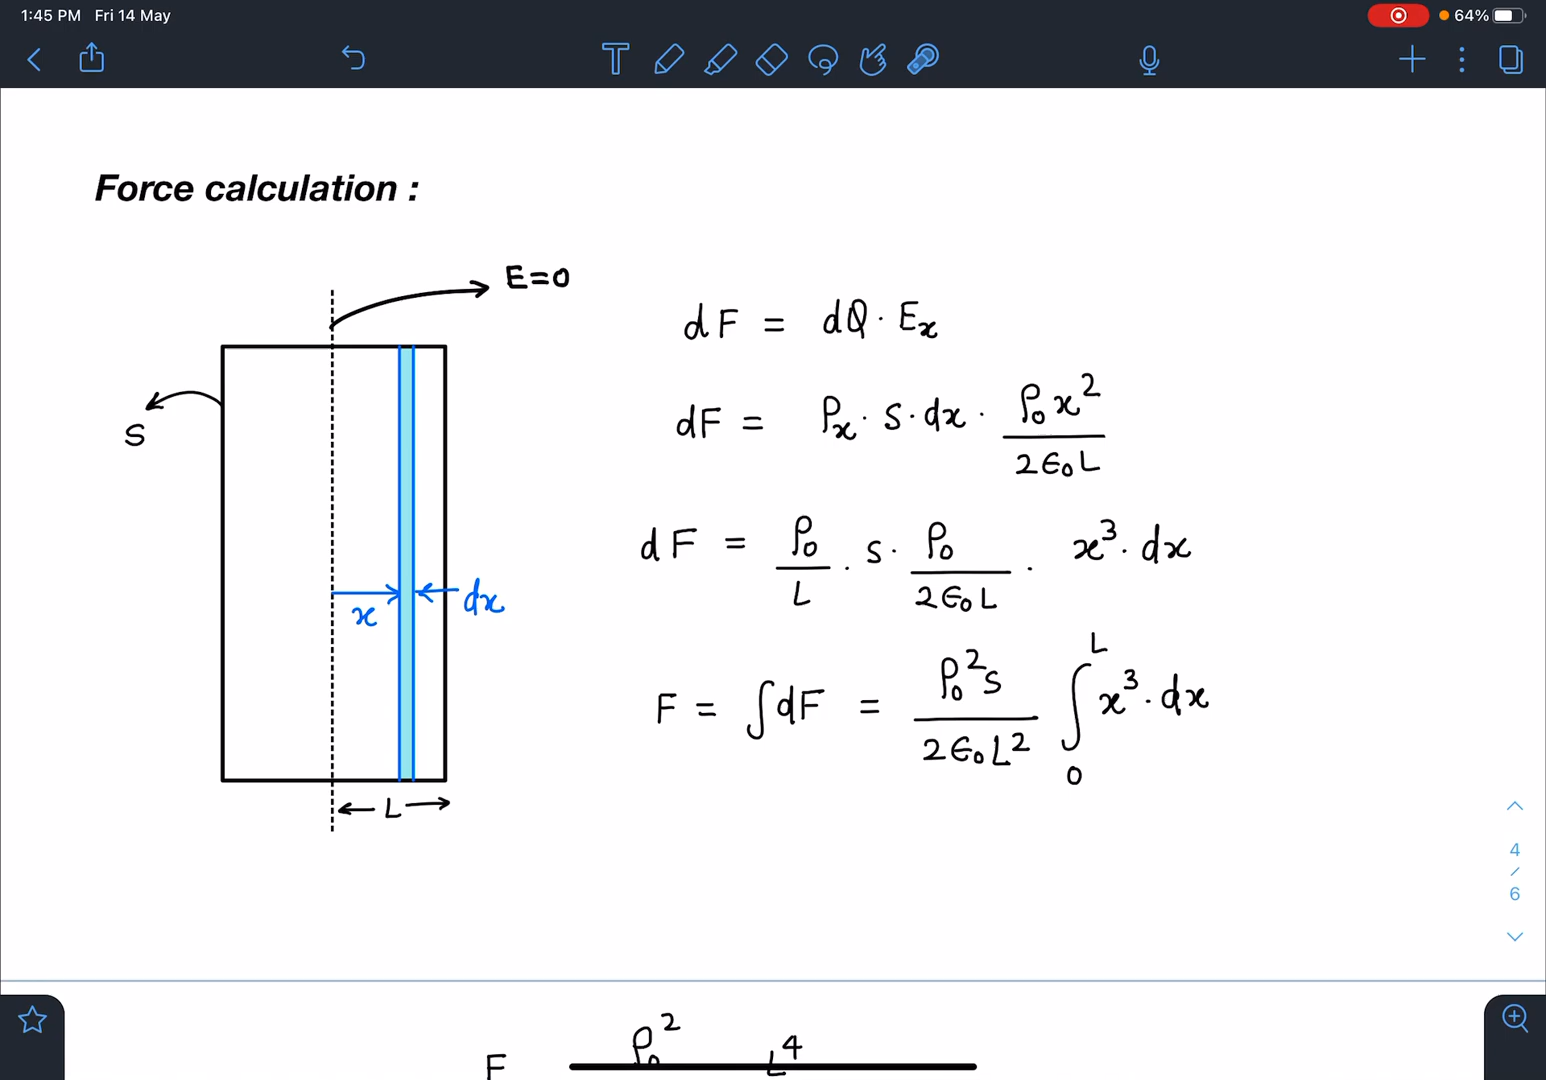 1:45 PM Fri 14 May
64%
T
Force calculation :
E=0
S
x
dx
L
dF = dQ · Eₓ
dF = ρₓ · s · dx · ρ₀x² / 2ϵ₀L
dF = ρ₀ / L · s · ρ₀ / 2ϵ₀L · x³ · dx
F = ∫dF = ρ₀²s / 2ϵ₀L² ∫₀ᴸ x³ · dx
4
/
6
F ρ₀² L⁴